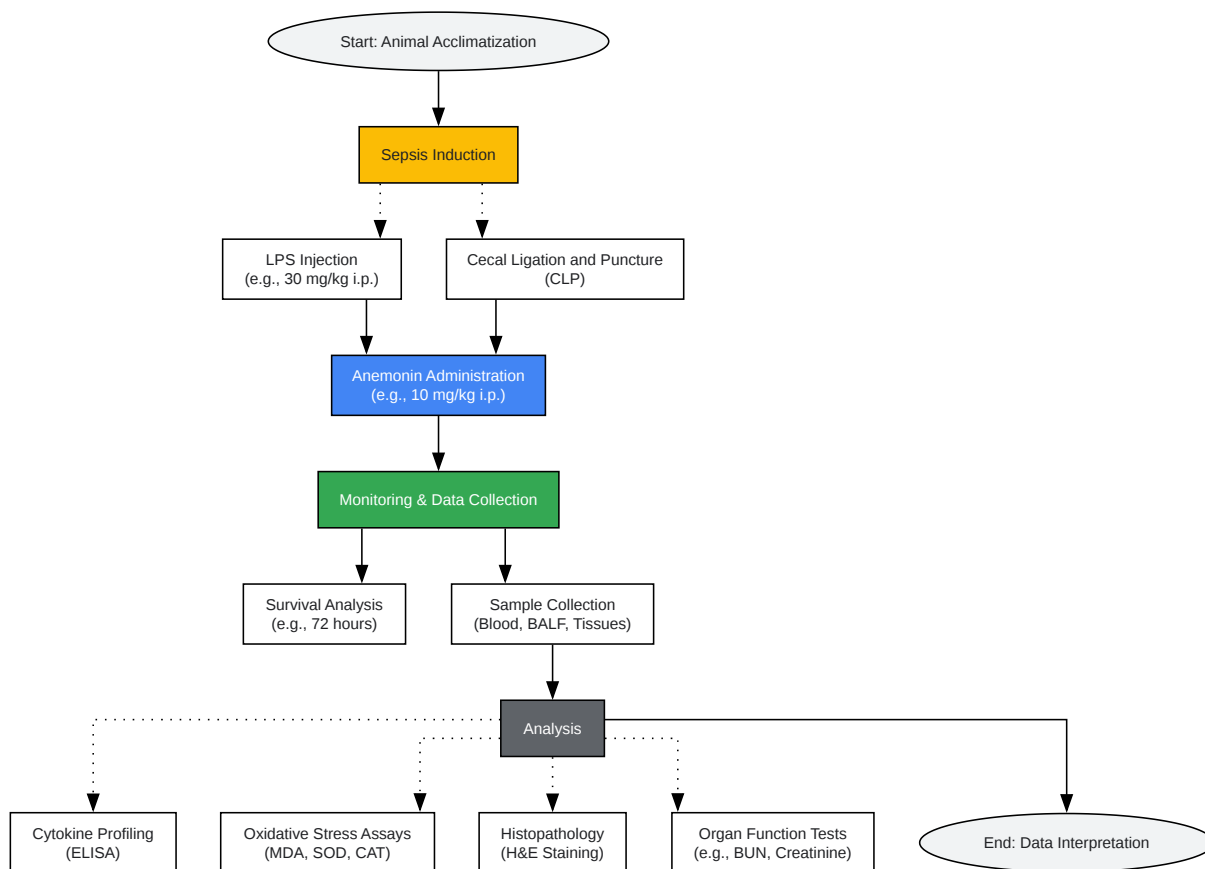 Start: Animal Acclimatization
Sepsis Induction
LPS Injection
(e.g., 30 mg/kg i.p.)
Cecal Ligation and Puncture
(CLP)
Anemonin Administration
(e.g., 10 mg/kg i.p.)
Monitoring & Data Collection
Survival Analysis
(e.g., 72 hours)
Sample Collection
(Blood, BALF, Tissues)
Analysis
Cytokine Profiling
(ELISA)
Oxidative Stress Assays
(MDA, SOD, CAT)
Histopathology
(H&E Staining)
Organ Function Tests
(e.g., BUN, Creatinine)
End: Data Interpretation